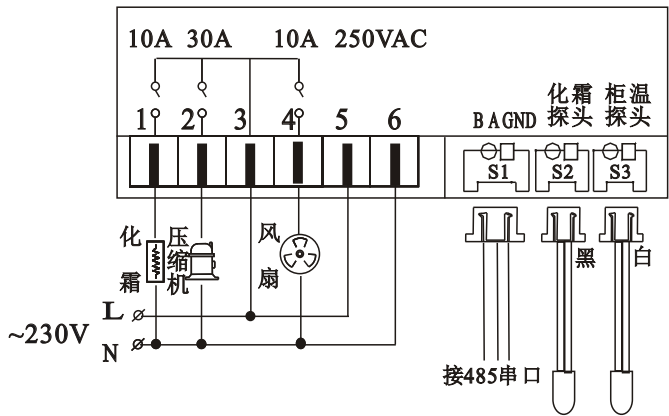 10A 30A 10A 250VAC
1 2 3 4 5 6
B A GND
化霜探头
柜温探头
S1 S2 S3
化霜
压缩机
风扇
黑
白
L
~230V
N
接485串口